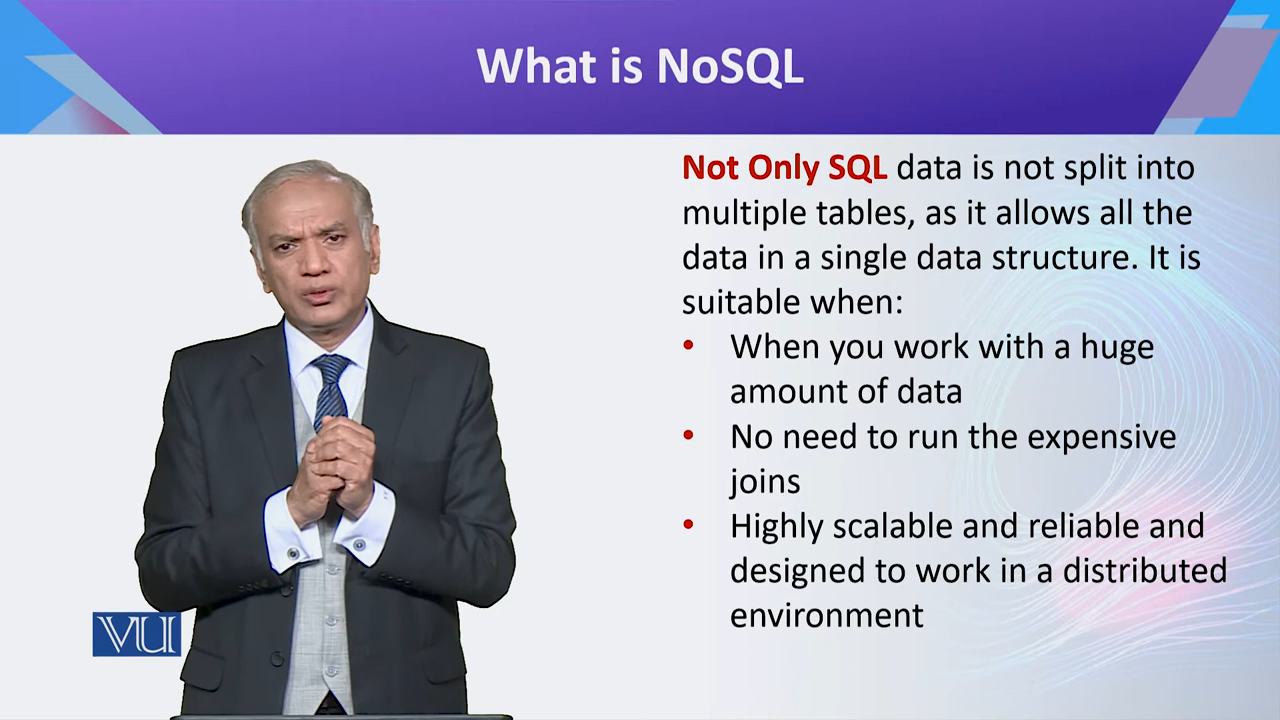 What is NoSQL
Not Only SQL data is not split into
multiple tables, as it allows all the
data in a single data structure. It is
suitable when:
• When you work with a huge
amount of data
• No need to run the expensive
joins
• Highly scalable and reliable and
designed to work in a distributed
environment
VU